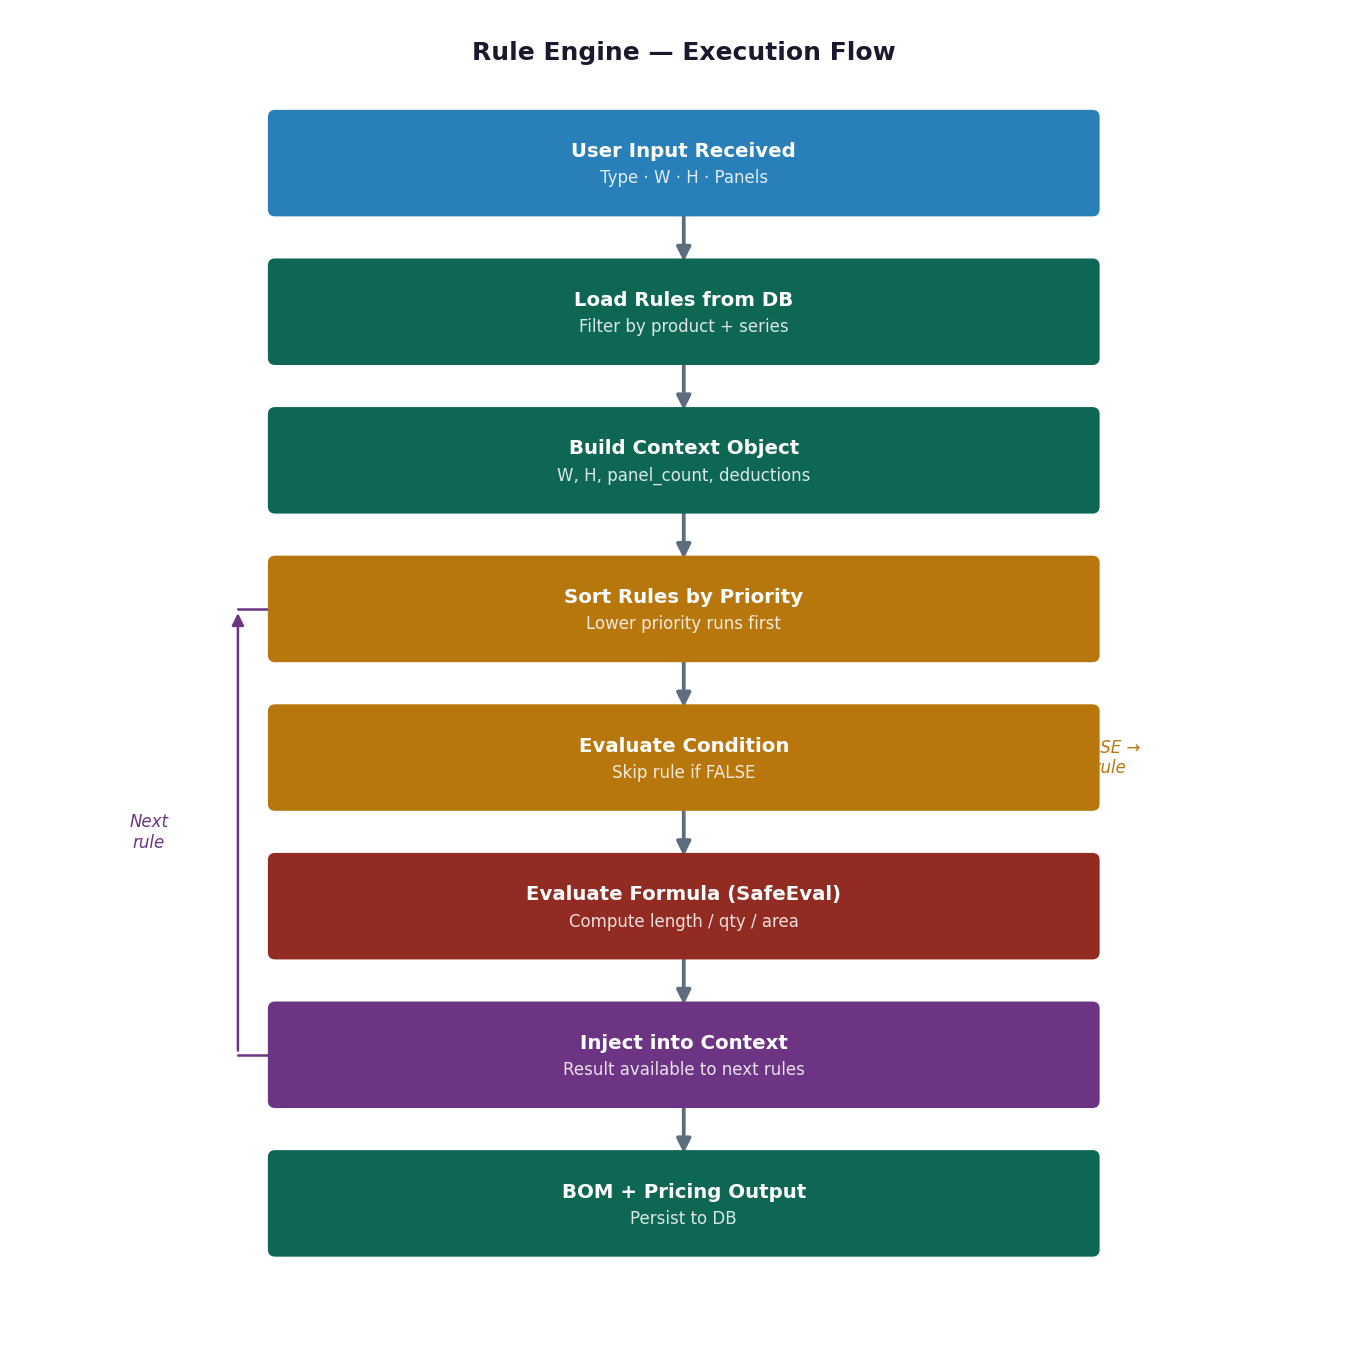 Rule Engine — Execution Flow
User Input Received
Type · W · H · Panels
Load Rules from DB
Filter by product + series
Build Context Object
W, H, panel_count, deductions
Sort Rules by Priority
Lower priority runs first
Evaluate Condition
Skip rule if FALSE
SE →
rule
Next
rule
Evaluate Formula (SafeEval)
Compute length / qty / area
Inject into Context
Result available to next rules
BOM + Pricing Output
Persist to DB